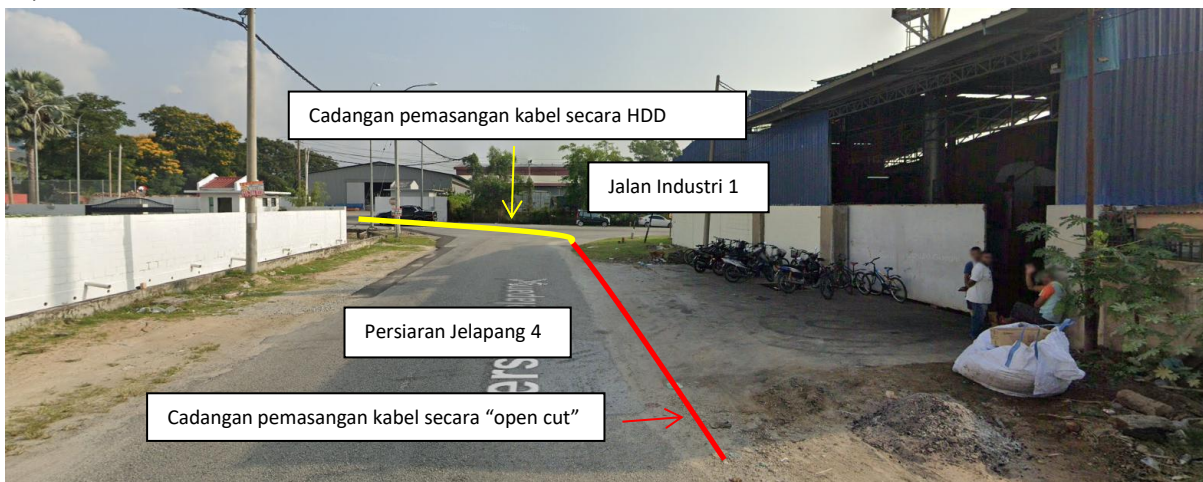 Cadangan pemasangan kabel secara HDD
Jalan Industri 1
Persiaran Jelapang 4
Cadangan pemasangan kabel secara “open cut”